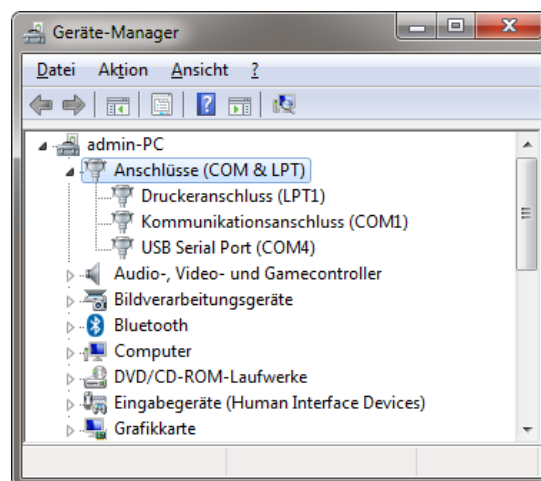 Geräte-Manager
Datei Aktion Ansicht ?
admin-PC
Anschlüsse (COM & LPT)
Druckeranschluss (LPT1)
Kommunikationsanschluss (COM1)
USB Serial Port (COM4)
Audio-, Video- und Gamecontroller
Bildverarbeitungsgeräte
Bluetooth
Computer
DVD/CD-ROM-Laufwerke
Eingabegeräte (Human Interface Devices)
Grafikkarte